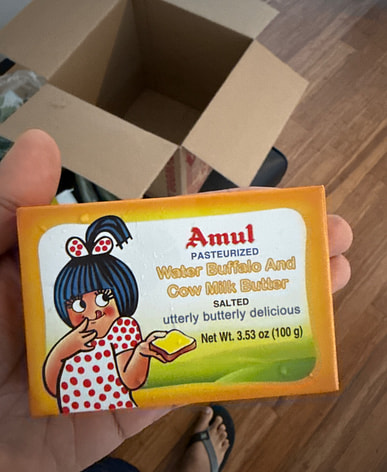 Amul
PASTEURIZED
Water Buffalo And
Cow Milk Butter
SALTED
utterly butterly delicious
Net Wt. 3.53 oz (100 g)